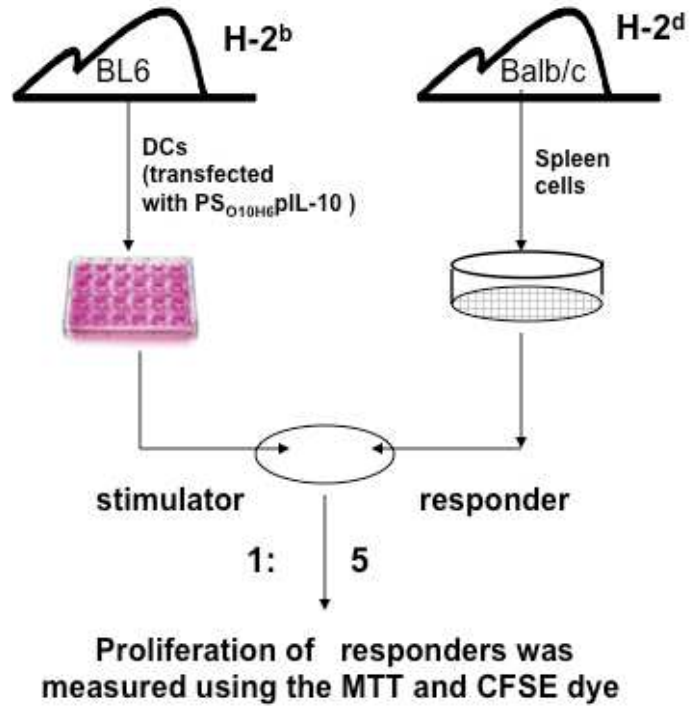 H-2ᵇ
BL6
H-2ᵈ
Balb/c
DCs
(transfected
with PS_O10H6pIL-10 )
Spleen
cells
stimulator
responder
1:
5
Proliferation of responders was
measured using the MTT and CFSE dye